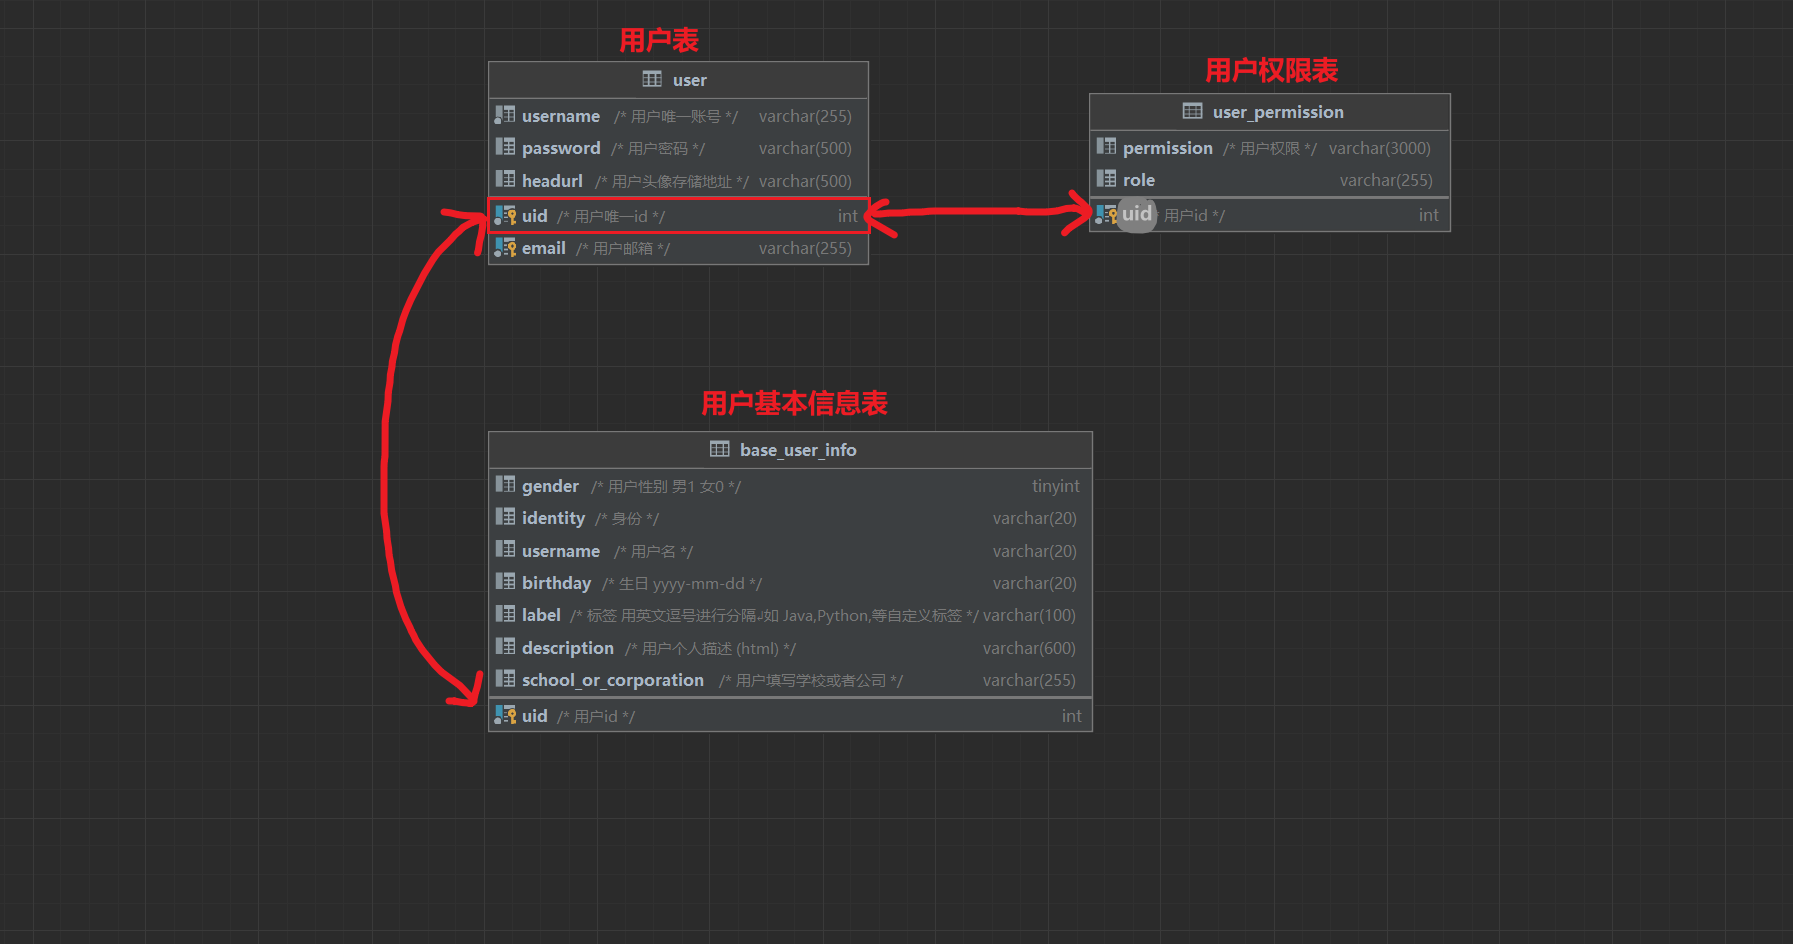 用户表
user
username /* 用户唯一账号 */ varchar(255)
password /* 用户密码 */ varchar(500)
headurl /* 用户头像存储地址 */ varchar(500)
uid /* 用户唯一id */ int
email /* 用户邮箱 */ varchar(255)
用户权限表
user_permission
permission /* 用户权限 */ varchar(3000)
role varchar(255)
uid 用户id */ int
用户基本信息表
base_user_info
gender /* 用户性别 男1 女0 */ tinyint
identity /* 身份 */ varchar(20)
username /* 用户名 */ varchar(20)
birthday /* 生日 yyyy-mm-dd */ varchar(20)
label /* 标签 用英文逗号进行分隔↲如 Java,Python,等自定义标签 */ varchar(100)
description /* 用户个人描述 (html) */ varchar(600)
school_or_corporation /* 用户填写学校或者公司 */ varchar(255)
uid /* 用户id */ int